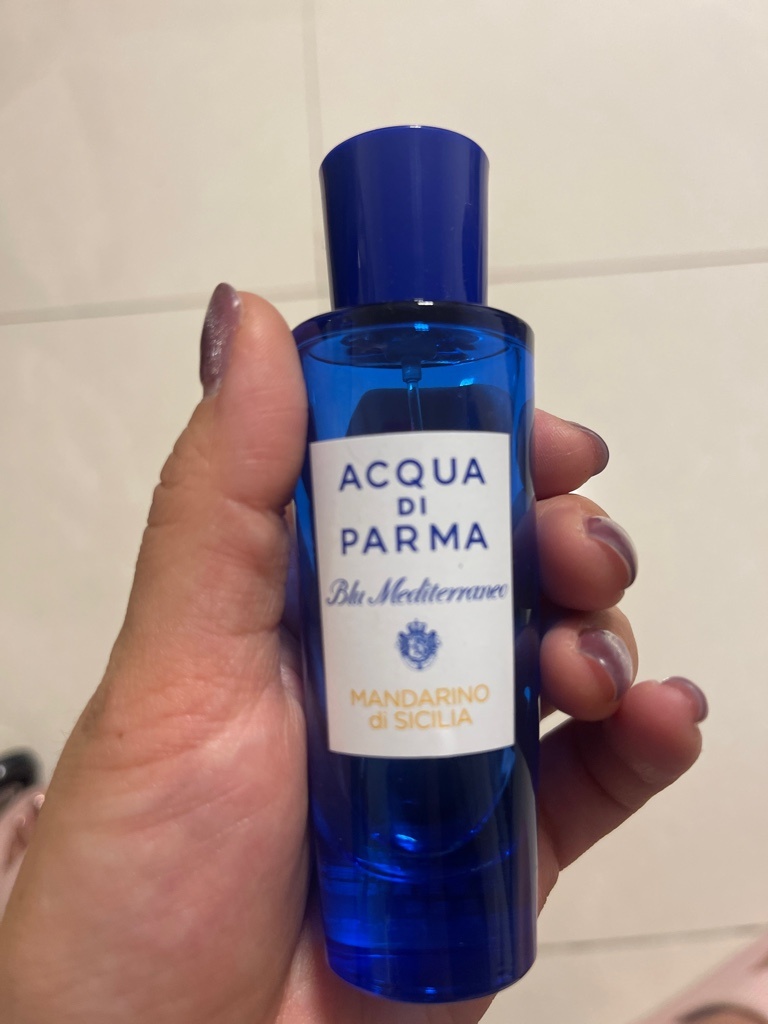 ACQUA
DI
PARMA
Blu Mediterraneo
MANDARINO
di SICILIA